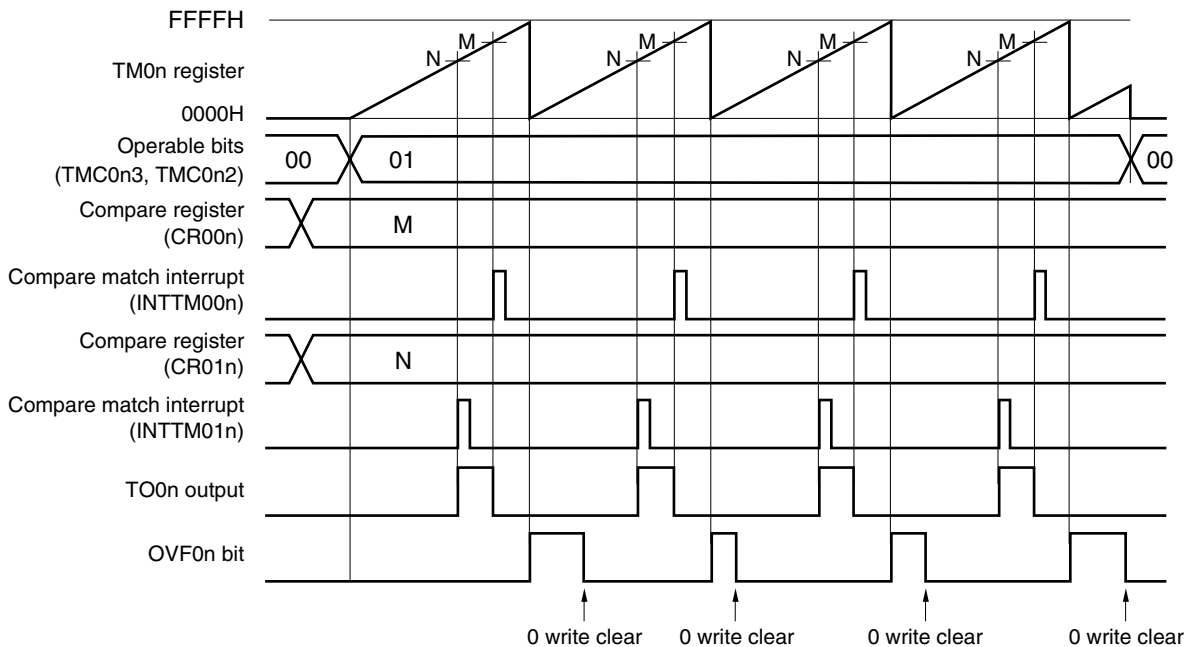 FFFFH
TM0n register
0000H
N M N M N M N M
Operable bits
(TMC0n3, TMC0n2)
00 01 00
Compare register
(CR00n)
M
Compare match interrupt
(INTTM00n)
Compare register
(CR01n)
N
Compare match interrupt
(INTTM01n)
TO0n output
OVF0n bit
0 write clear 0 write clear 0 write clear 0 write clear